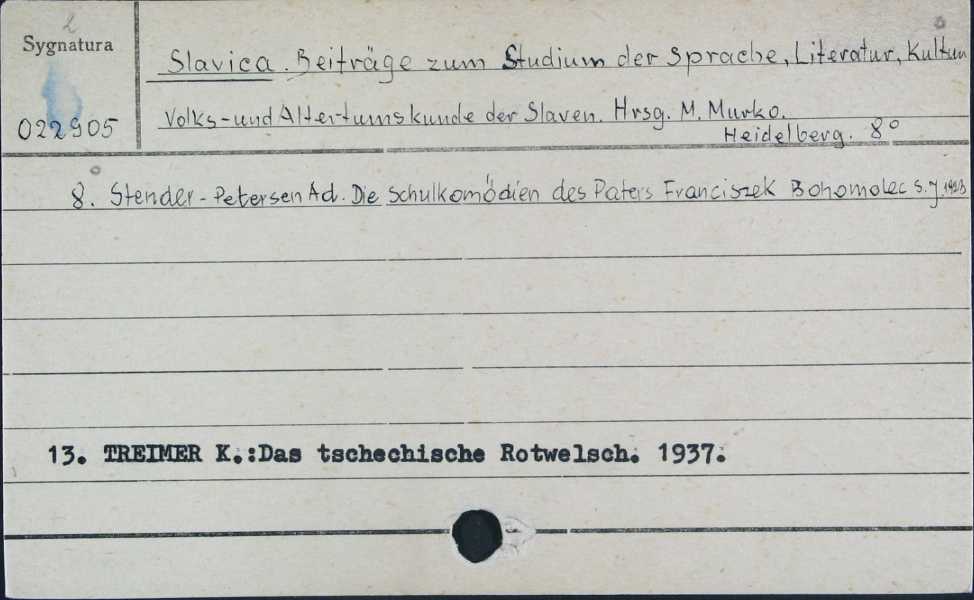 Sygnatura
022905
Slavica. Beiträge zum Studium der Sprache, Literatur, Kultur
Volks- und Altertumskunde der Slaven. Hrsg. M. Murko.
Heidelberg. 8°
8. Stender-Petersen Ad. Die Schulkomödien des Paters Franciszek Bohomolec S.J. 1923
13. TREIMER K.:Das tschechische Rotwelsch. 1937.